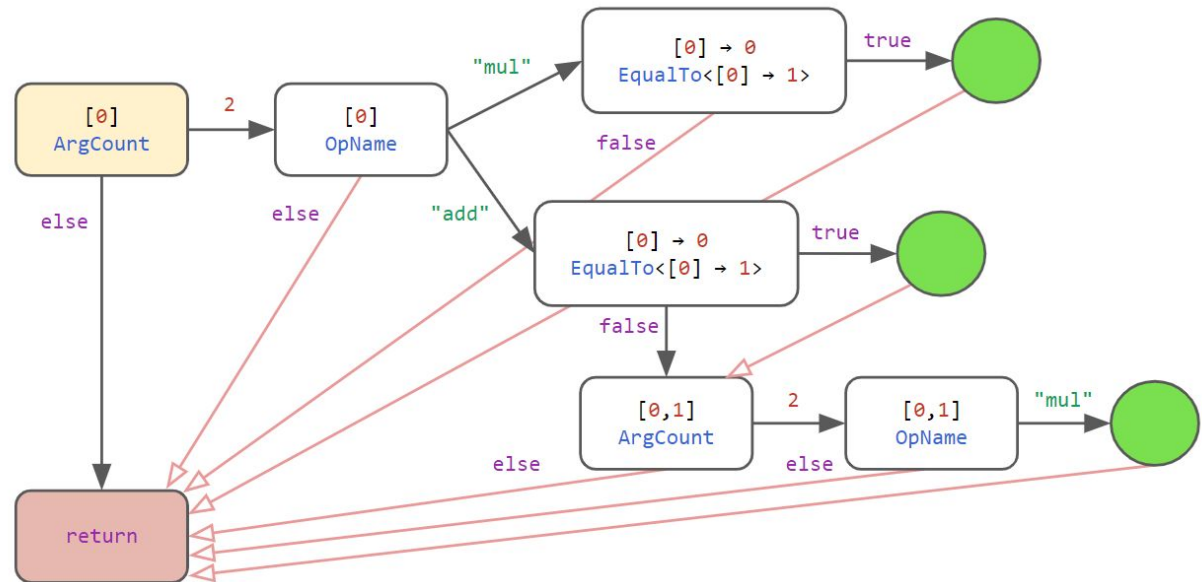 [0] → 0
EqualTo<[0] → 1>
true
"mul"
2
[0]
ArgCount
[0]
OpName
false
else
else
"add"
[0] → 0
EqualTo<[0] → 1>
true
false
[0,1]
ArgCount
2
[0,1]
OpName
"mul"
else
else
return